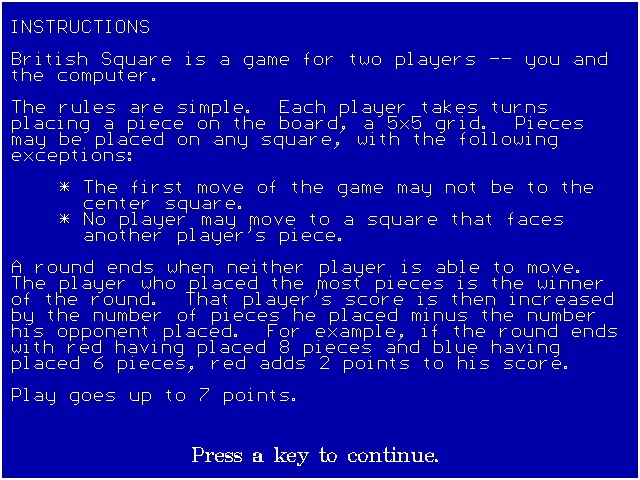 INSTRUCTIONS
British Square is a game for two players -- you and
the computer.
The rules are simple.  Each player takes turns
placing a piece on the board, a 5x5 grid.  Pieces
may be placed on any square, with the following
exceptions:
* The first move of the game may not be to the
center square.
* No player may move to a square that faces
another player's piece.
A round ends when neither player is able to move.
The player who placed the most pieces is the winner
of the round.  That player's score is then increased
by the number of pieces he placed minus the number
his opponent placed.  For example, if the round ends
with red having placed 8 pieces and blue having
placed 6 pieces, red adds 2 points to his score.
Play goes up to 7 points.
Press a key to continue.